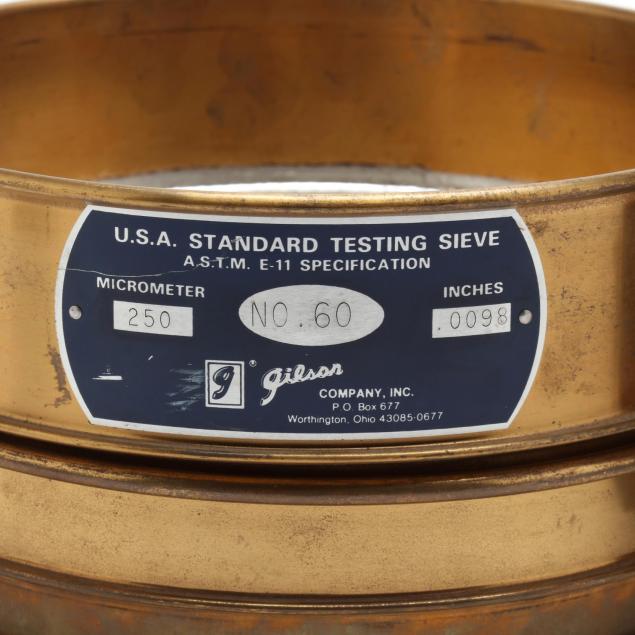 U.S.A. STANDARD TESTING SIEVE
A.S.T.M. E-11 SPECIFICATION
MICROMETER
250
NO. 60
INCHES
.0098
g® Gilson
COMPANY, INC.
P.O. Box 677
Worthington, Ohio 43085-0677